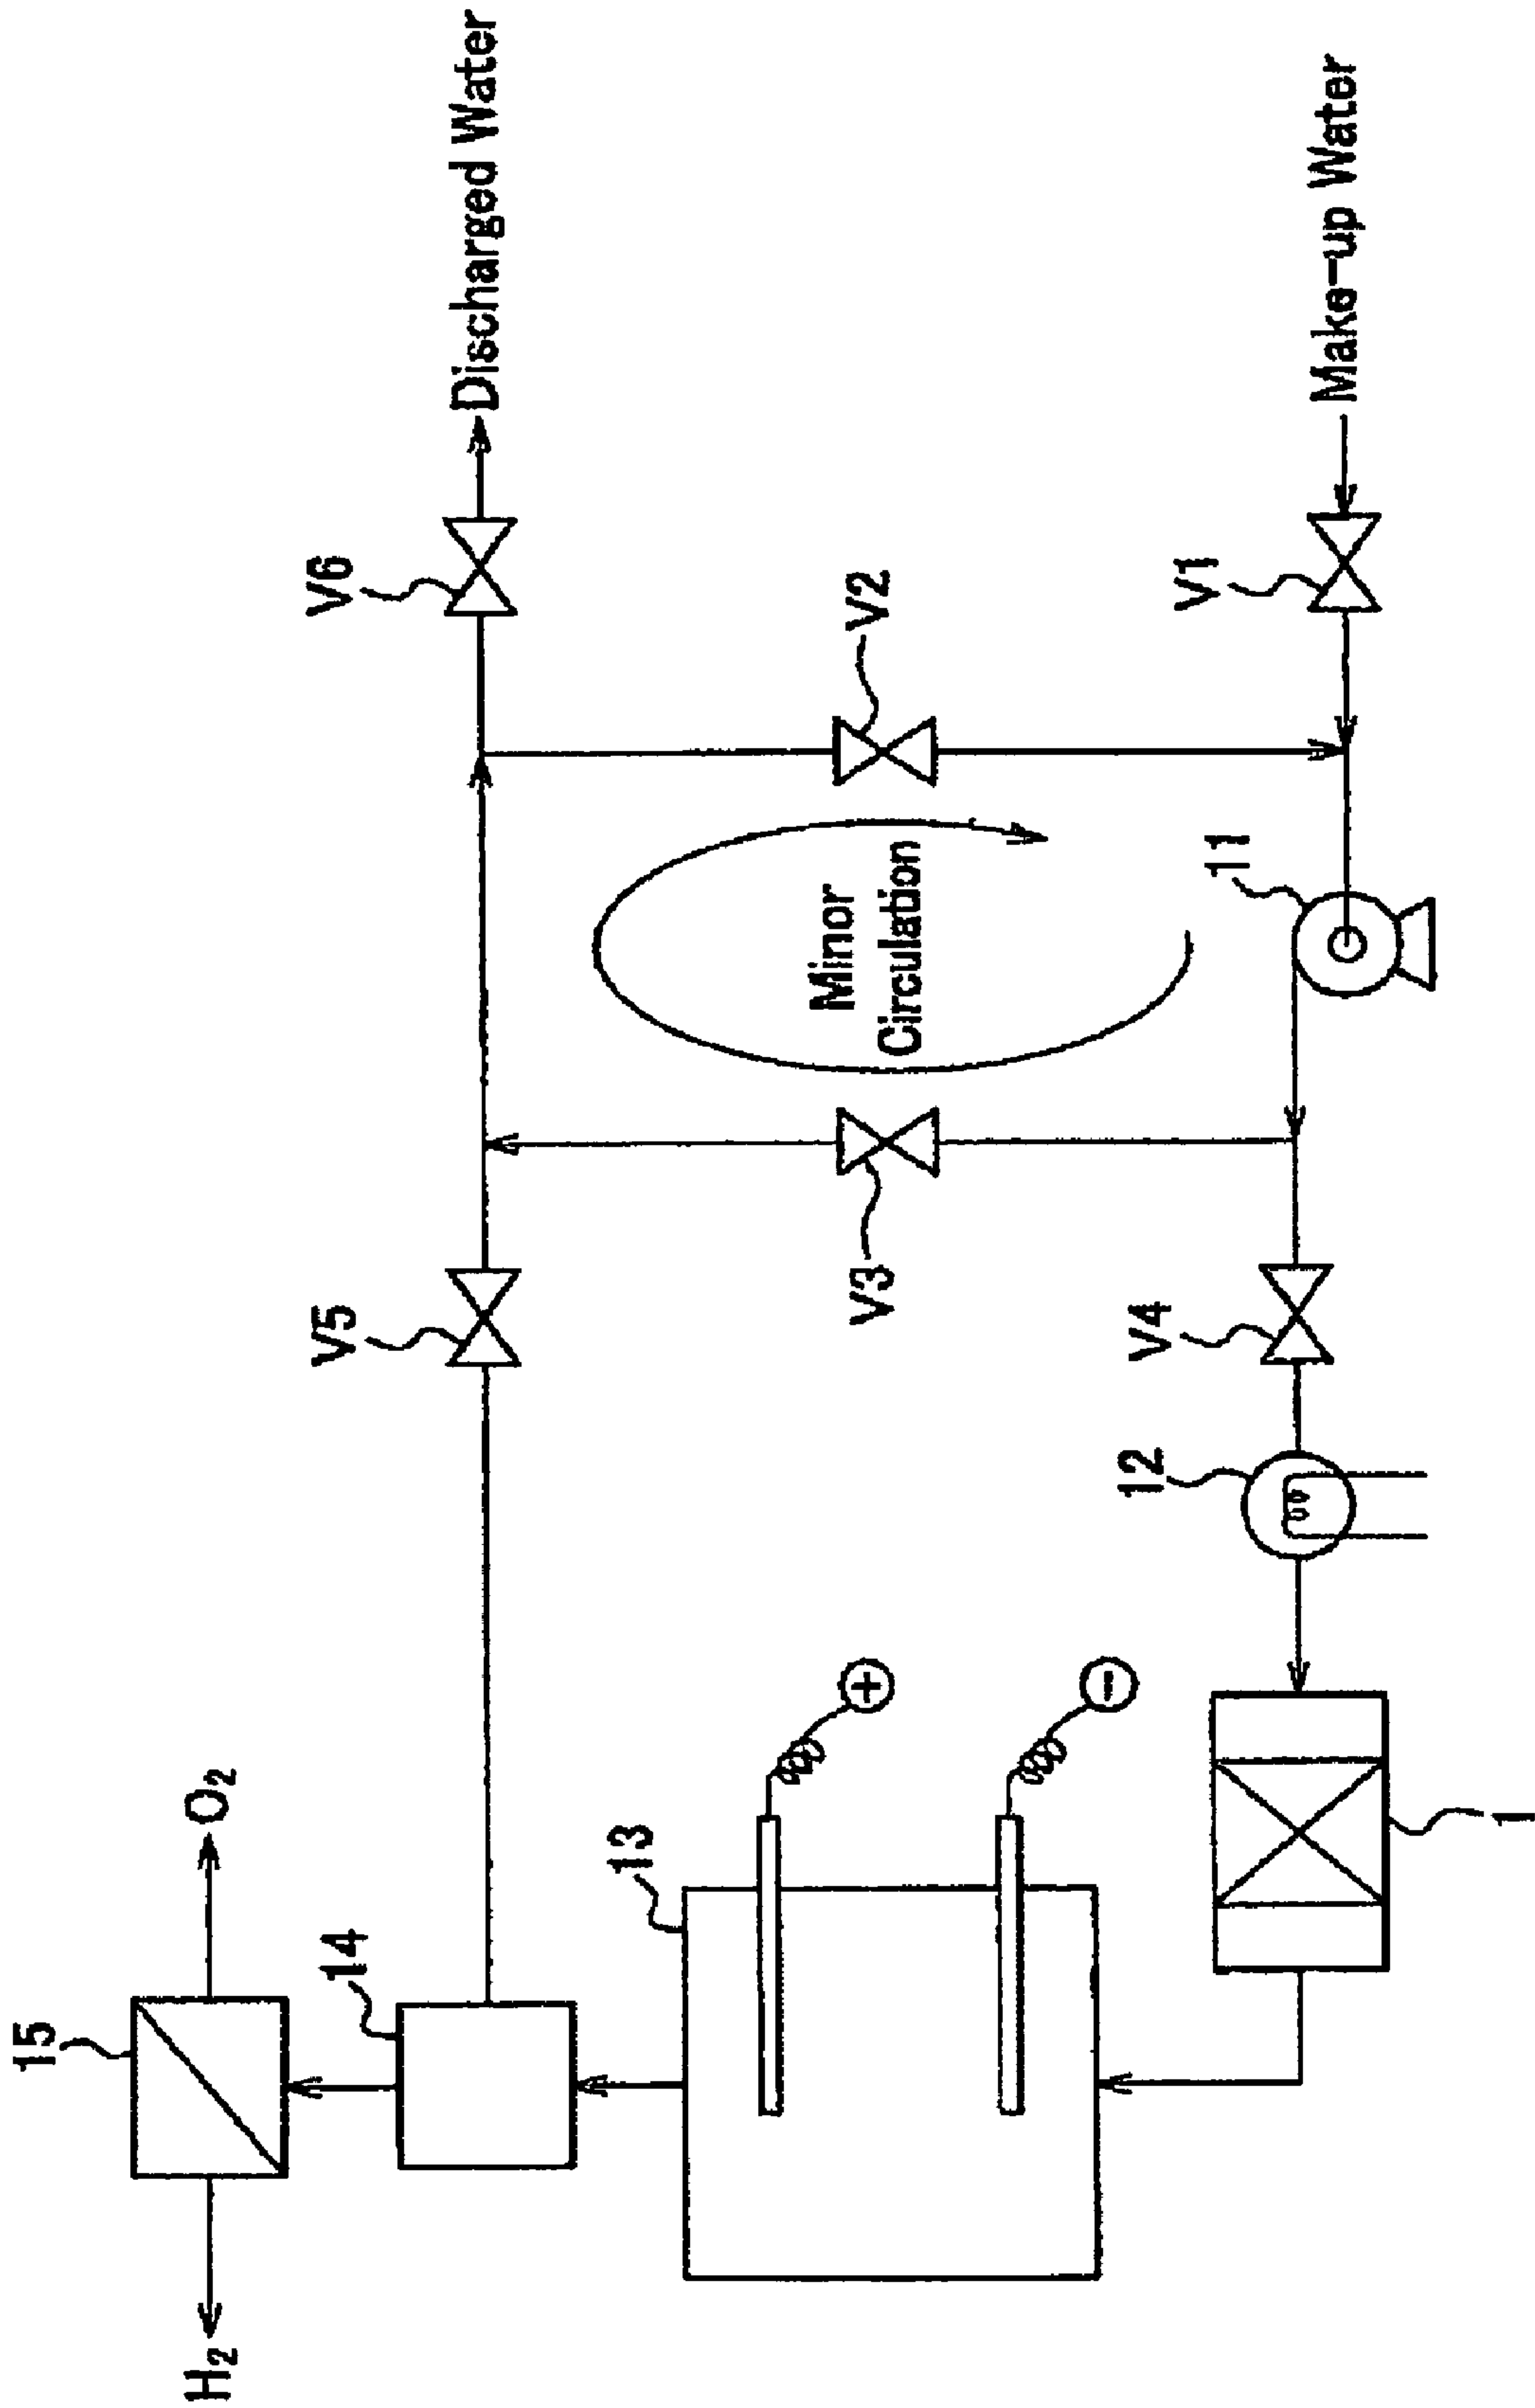 H₂
O₂
15
14
13
V5
V6
Discharged Water
Minor
Circulation
V3
V2
V4
V1
Make-up Water
12
11
1
+
−